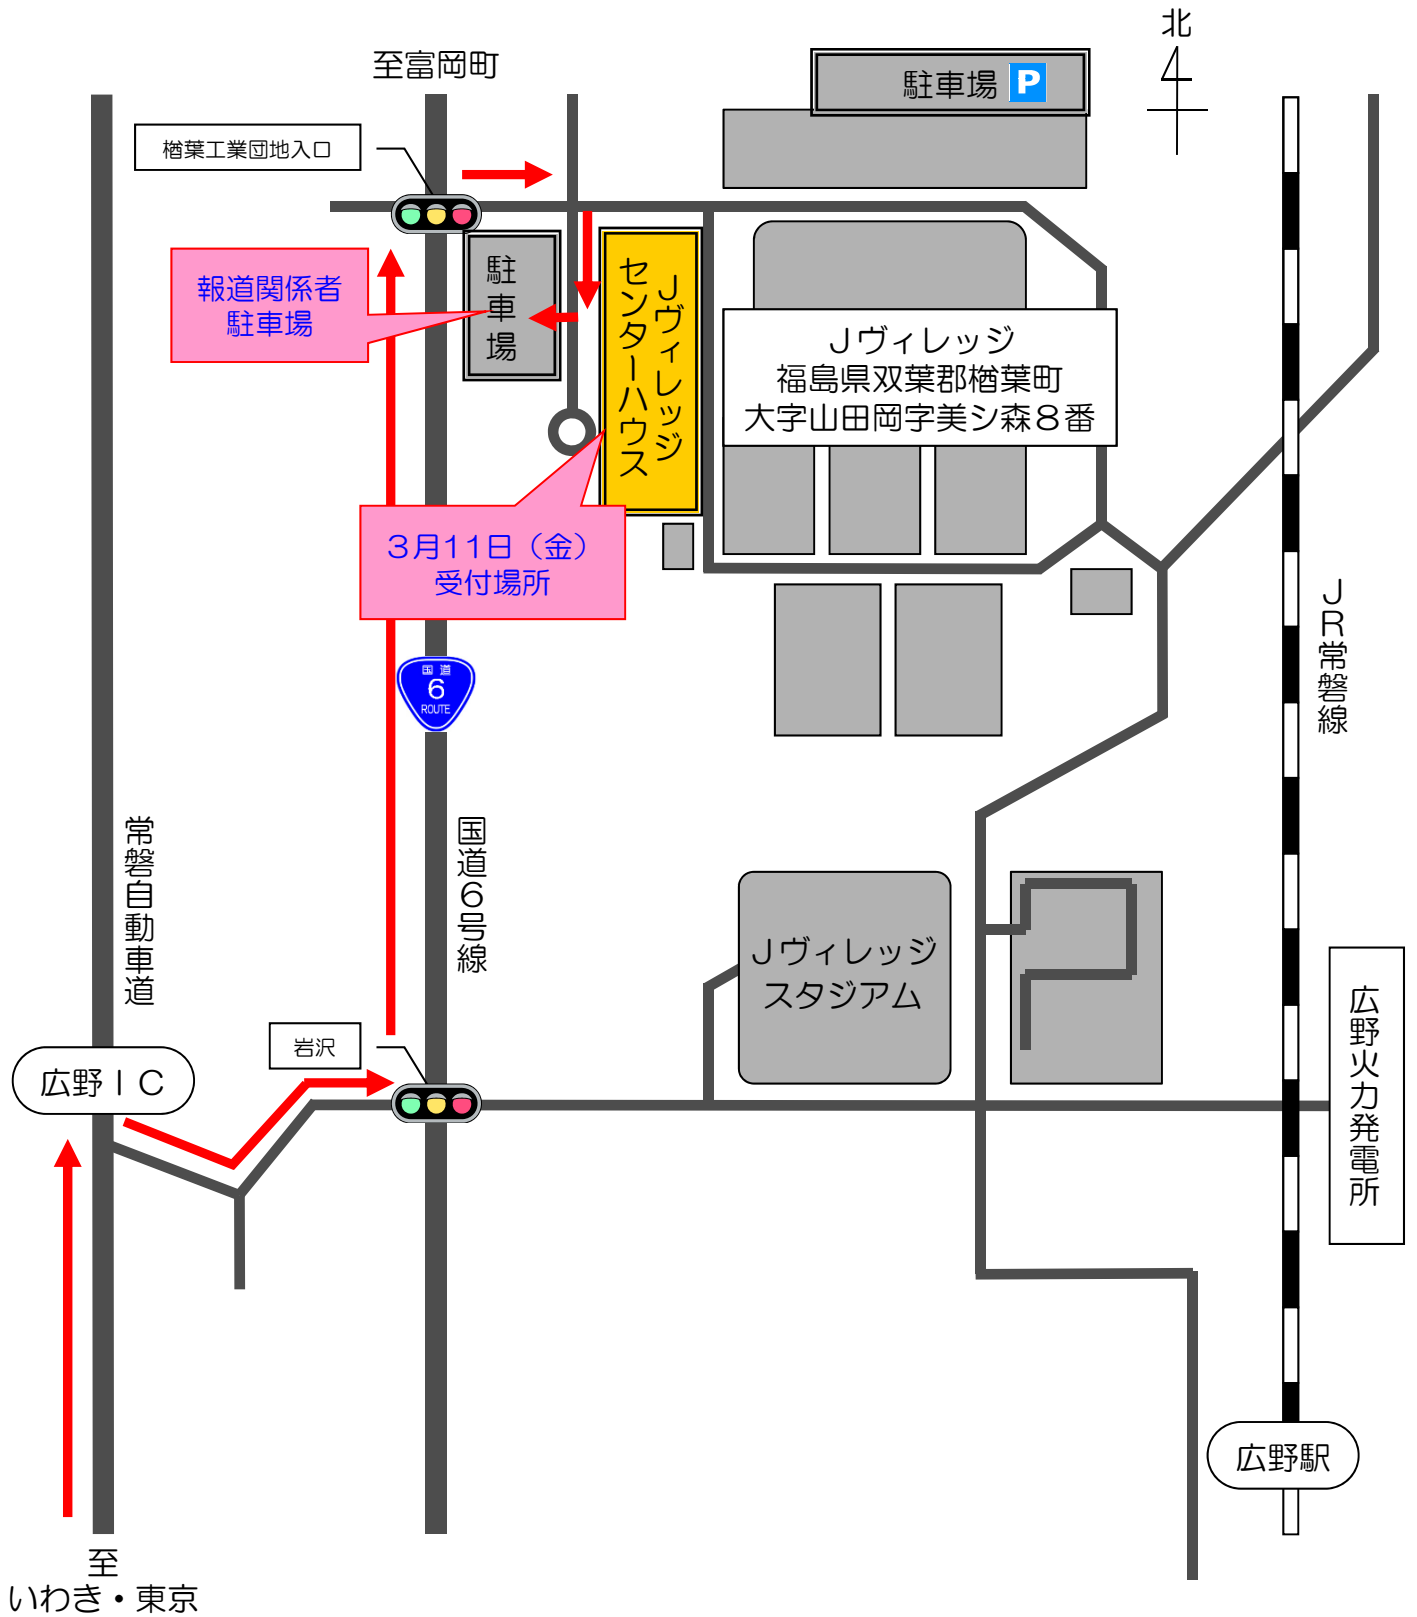 北
至富岡町
駐車場 P
楢葉工業団地入口
報道関係者
駐車場
駐車場
Jヴィレッジ
センターハウス
Jヴィレッジ
福島県双葉郡楢葉町
大字山田岡字美シ森８番
３月１１日（金）
受付場所
国道
6
ROUTE
JR常磐線
常磐自動車道
国道６号線
Jヴィレッジ
スタジアム
広野火力発電所
岩沢
広野ＩＣ
広野駅
至
いわき・東京